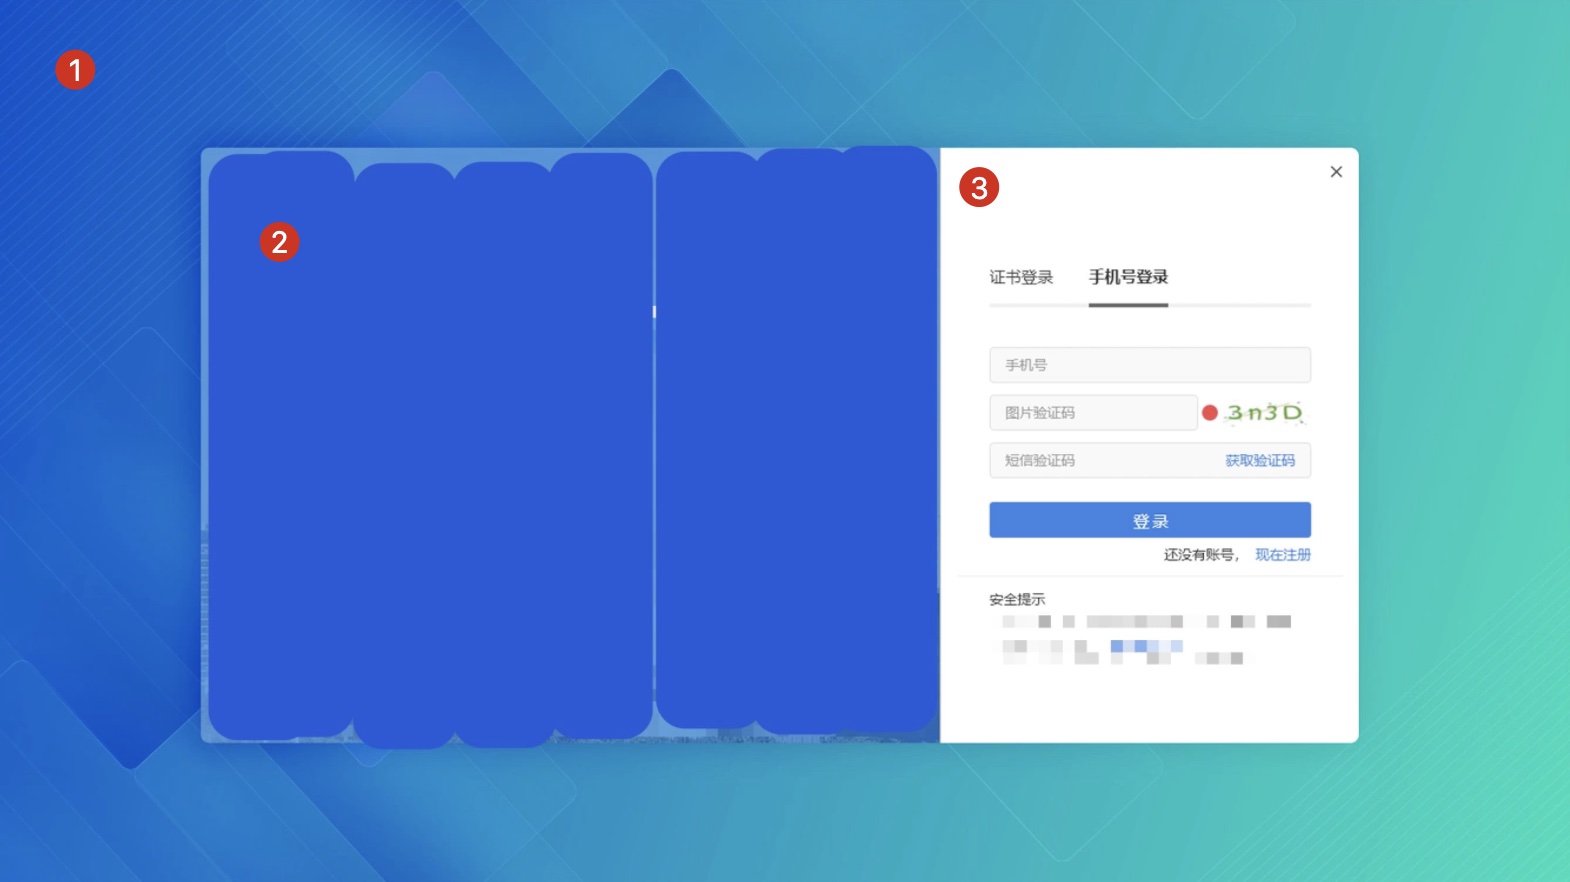 1
2
3
×
证书登录 手机号登录
手机号
图片验证码 3n3D
短信验证码 获取验证码
登录
还没有账号， 现在注册
安全提示